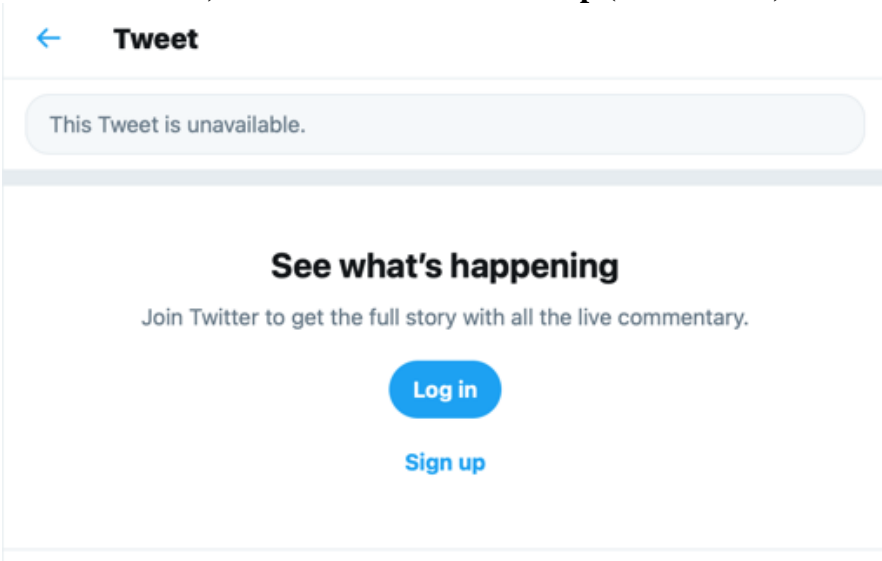 ← Tweet
This Tweet is unavailable.
See what's happening
Join Twitter to get the full story with all the live commentary.
Log in
Sign up